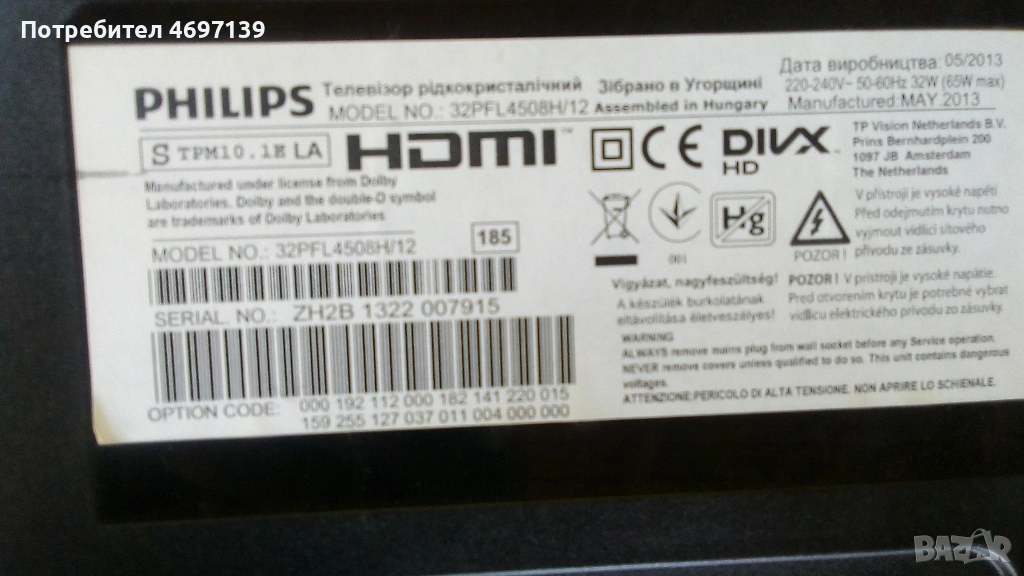 Потребител 4697139
PHILIPS
Телевізор рідкокристалічний
MODEL NO.: 32PFL4508H/12
Зібрано в Угорщині
Assembled in Hungary
Дата виробництва: 05/2013
220-240V~ 50-60Hz 32W (65W max)
Manufactured:MAY.2013
S TPM10.1E LA
HDMI™
CE
DIVX™
HD
TP Vision Netherlands B.V.
Prins Bernhardplein 200
1097 JB Amsterdam
The Netherlands
Manufactured under license from Dolby
Laboratories. Dolby and the double-D symbol
are trademarks of Dolby Laboratories
MODEL NO.: 32PFL4508H/12
185
SERIAL. NO.: ZH2B 1322 007915
OPTION CODE: 000 192 112 000 182 141 220 015
159 255 127 037 011 004 000 000
001
Hg
POZOR !
V přístroji je vysoké napětí
Před odejmutím krytu nutno
vyjmout vidlici síťového
přívodu ze zásuvky.
Vigyázat, nagyfeszültség!
A készülék burkolatának
eltávolítása életveszélyes!
POZOR ! V prístroji je vysoké napätie.
Pred otvorením krytu je potrebné vybrat
vidlicu elektrického prívodu zo zásuvky.
WARNING
ALWAYS remove mains plug from wall socket before any Service operation.
NEVER remove covers unless qualified to do so. This unit contains dangerous
voltages.
ATTENZIONE:PERICOLO DI ALTA TENSIONE. NON APRIRE LO SCHIENALE.
BAZAR